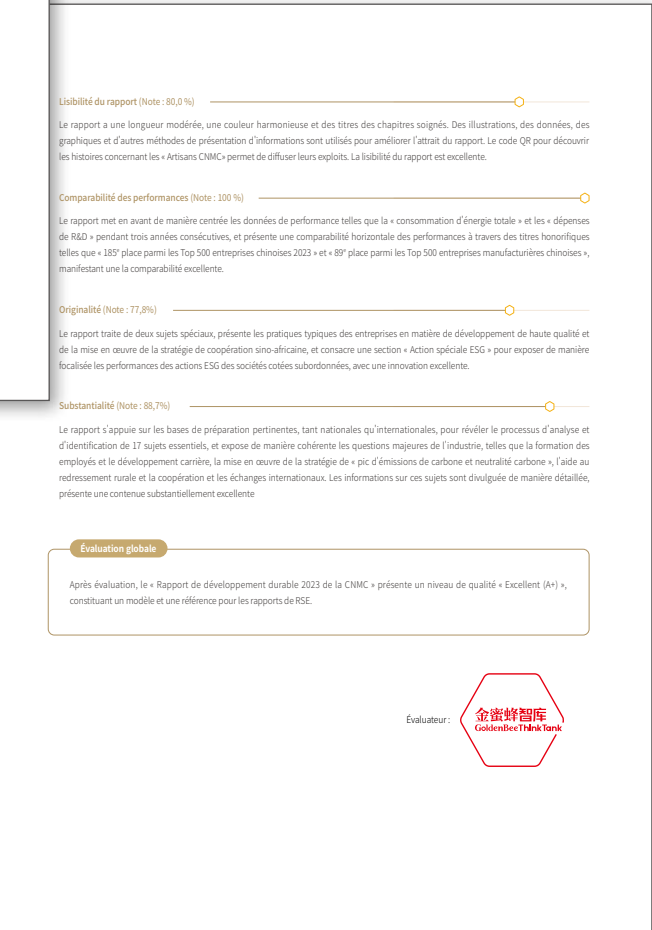 Lisibilité du rapport (Note : 80,0 %)
Le rapport a une longueur modérée, une couleur harmonieuse et des titres des chapitres soignés. Des illustrations, des données, des
graphiques et d'autres méthodes de présentation d'informations sont utilisés pour améliorer l'attrait du rapport. Le code QR pour découvrir
les histoires concernant les « Artisans CNMC» permet de diffuser leurs exploits. La lisibilité du rapport est excellente.
Comparabilité des performances (Note : 100 %)
Le rapport met en avant de manière centrée les données de performance telles que la « consommation d'énergie totale » et les « dépenses
de R&D » pendant trois années consécutives, et présente une comparabilité horizontale des performances à travers des titres honorifiques
telles que « 185e place parmi les Top 500 entreprises chinoises 2023 » et « 89e place parmi les Top 500 entreprises manufacturières chinoises »,
manifestant une la comparabilité excellente.
Originalité (Note : 77,8%)
Le rapport traite de deux sujets spéciaux, présente les pratiques typiques des entreprises en matière de développement de haute qualité et
de la mise en œuvre de la stratégie de coopération sino-africaine, et consacre une section « Action spéciale ESG » pour exposer de manière
focalisée les performances des actions ESG des sociétés cotées subordonnées, avec une innovation excellente.
Substantialité (Note : 88,7%)
Le rapport s'appuie sur les bases de préparation pertinentes, tant nationales qu'internationales, pour révéler le processus d'analyse et
d'identification de 17 sujets essentiels, et expose de manière cohérente les questions majeures de l'industrie, telles que la formation des
employés et le développement carrière, la mise en œuvre de la stratégie de « pic d'émissions de carbone et neutralité carbone », l'aide au
redressement rurale et la coopération et les échanges internationaux. Les informations sur ces sujets sont divulguée de manière détaillée,
présente une contenue substantiellement excellente
Évaluation globale
Après évaluation, le « Rapport de développement durable 2023 de la CNMC » présente un niveau de qualité « Excellent (A+) »,
constituant un modèle et une référence pour les rapports de RSE.
Évaluateur :
金蜜蜂智库
GoldenBeeThinkTank